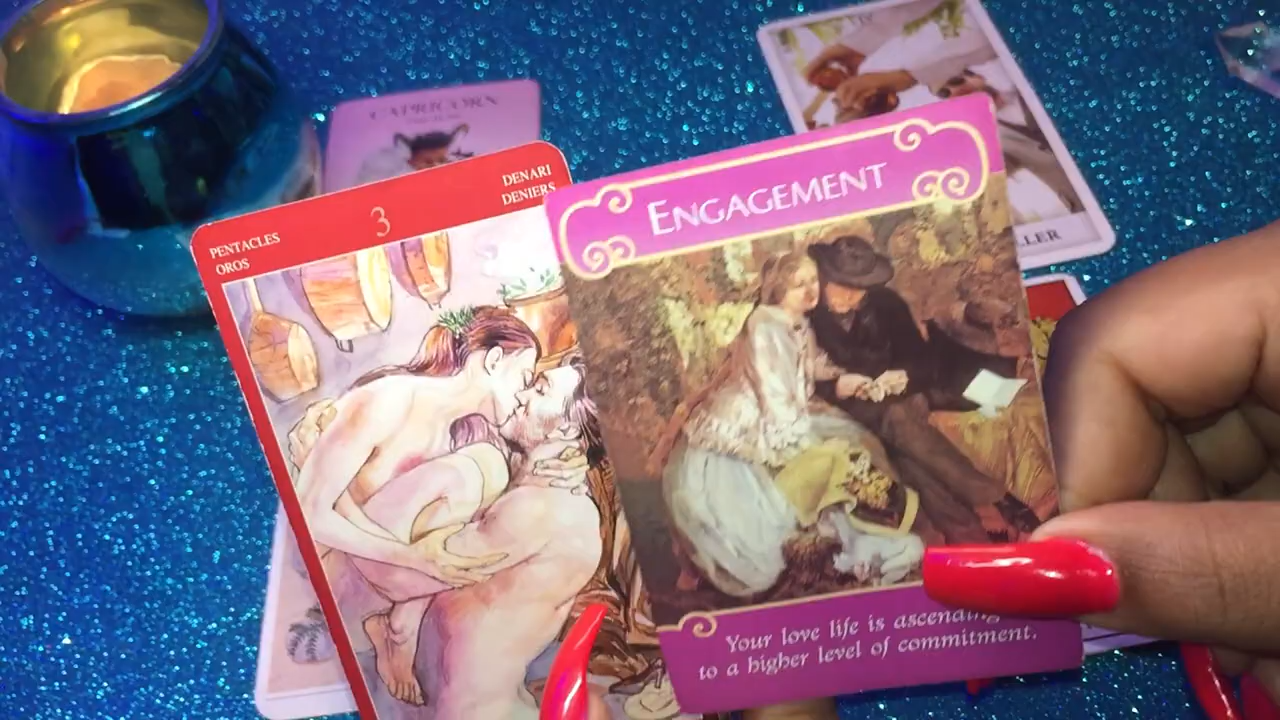 CAPRICORN
PENTACLES
OROS
3
DENARI
DENIERS
ENGAGEMENT
Your love life is ascending
to a higher level of commitment.